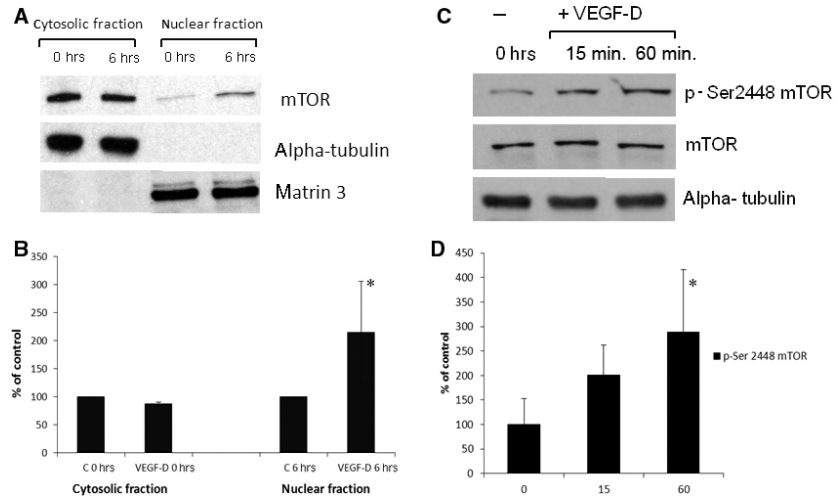 A
Cytosolic fraction Nuclear fraction
0 hrs 6 hrs 0 hrs 6 hrs
mTOR
Alpha-tubulin
Matrin 3
B
350
300
250
200
150
100
50
0
% of control
*
C 0 hrs VEGF-D 0 hrs C 6 hrs VEGF-D 6 hrs
Cytosolic fraction Nuclear fraction
C
– + VEGF-D
0 hrs 15 min. 60 min.
p-Ser2448 mTOR
mTOR
Alpha- tubulin
D
450
400
350
300
250
200
150
100
50
0
% of control
*
p-Ser 2448 mTOR
0 15 60